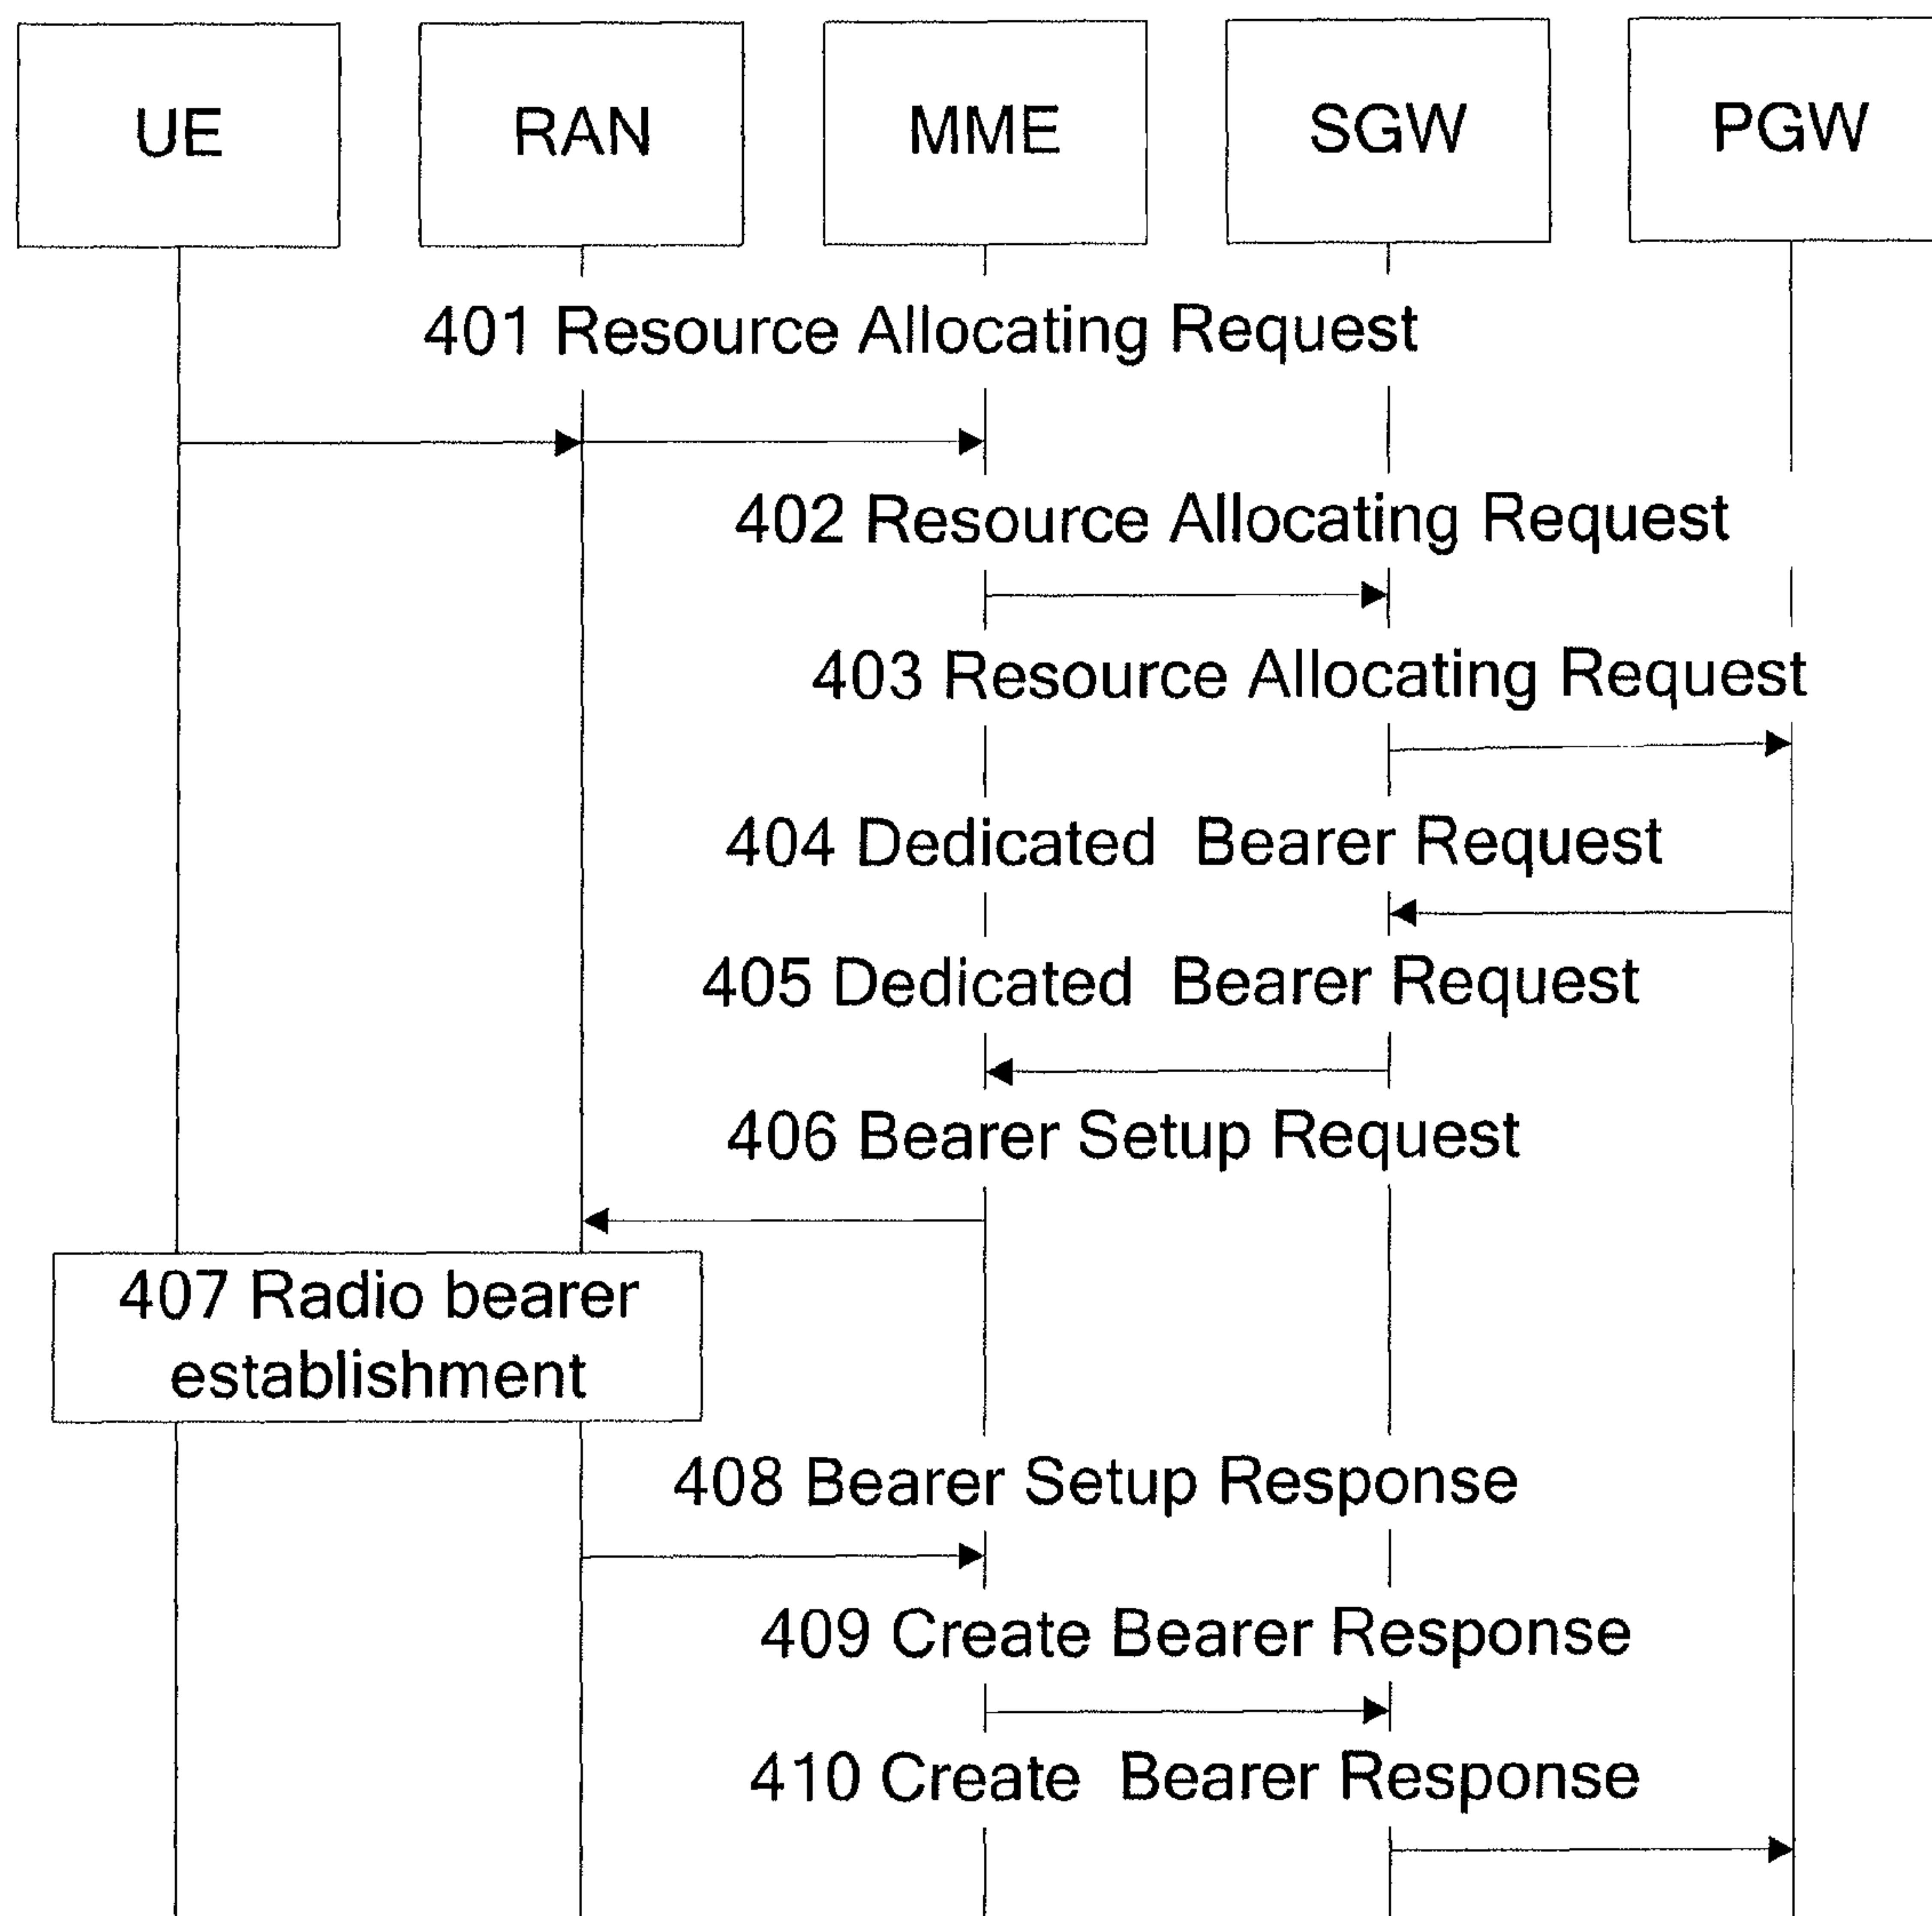 UE RAN MME SGW PGW
401 Resource Allocating Request
402 Resource Allocating Request
403 Resource Allocating Request
404 Dedicated Bearer Request
405 Dedicated Bearer Request
406 Bearer Setup Request
407 Radio bearer
establishment
408 Bearer Setup Response
409 Create Bearer Response
410 Create Bearer Response